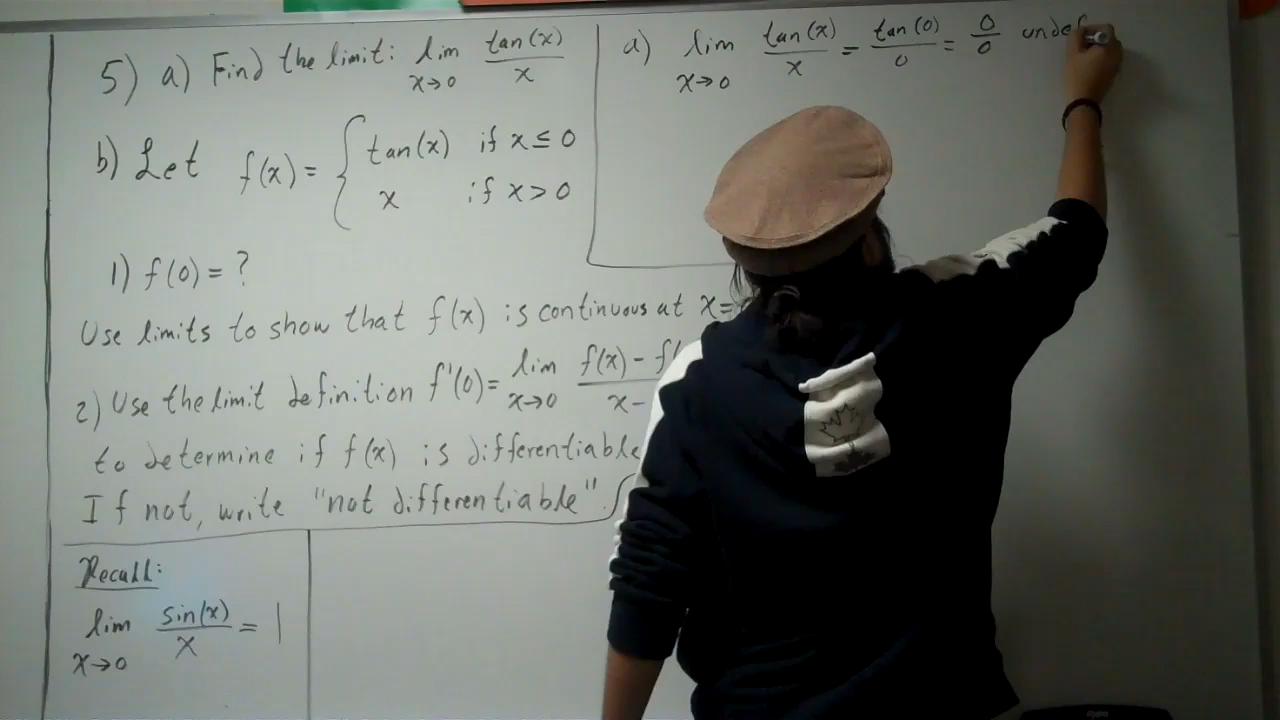 5) a) Find the limit: lim tan(x)/x
x→0
b) Let f(x) = { tan(x) if x ≤ 0
x if x > 0
1) f(0) = ?
Use limits to show that f(x) is continuous at x=
2) Use the limit definition f'(0) = lim f(x) - f(
x→0 x-
to determine if f(x) is differentiable
If not, write "not differentiable".
Recall:
lim sin(x)/x = 1
x→0
a) lim tan(x)/x = tan(0)/0 = 0/0 undef
x→0